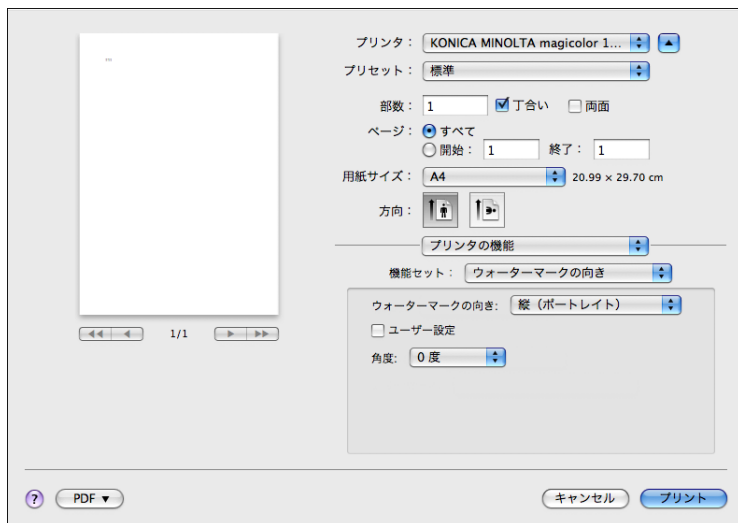 プリンタ： KONICA MINOLTA magicolor 1...
プリセット： 標準
部数： 1 丁合い 両面
ページ： すべて
開始： 1 終了： 1
用紙サイズ： A4 20.99 × 29.70 cm
方向：
プリンタの機能
機能セット： ウォーターマークの向き
ウォーターマークの向き: 縦（ポートレイト）
ユーザー設定
角度: 0 度
1/1
? PDF ▼ キャンセル プリント